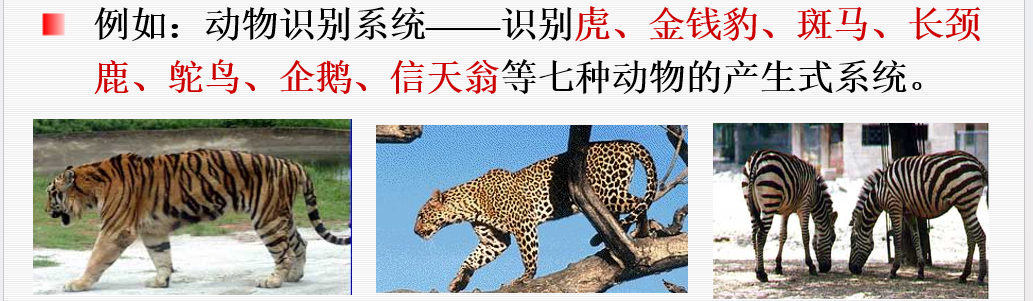 例如：动物识别系统——识别虎、金钱豹、斑马、长颈
鹿、鸵鸟、企鹅、信天翁等七种动物的产生式系统。